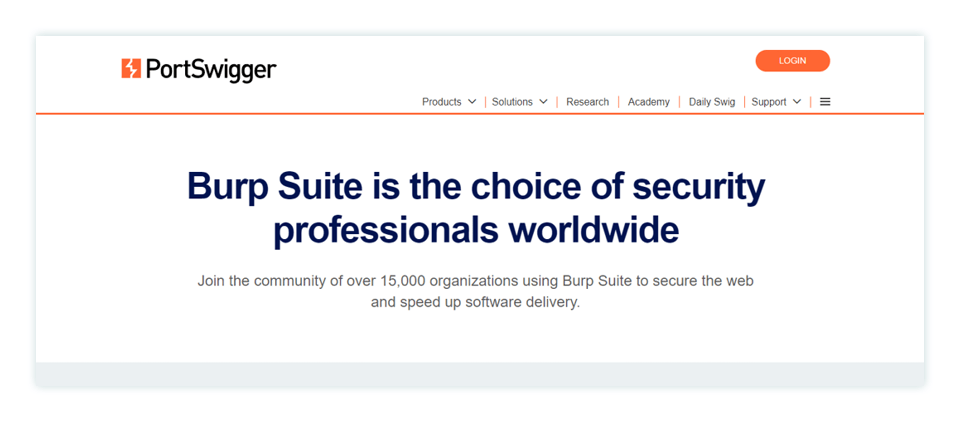 PortSwigger
LOGIN
Products Solutions Research Academy Daily Swig Support
Burp Suite is the choice of security
professionals worldwide
Join the community of over 15,000 organizations using Burp Suite to secure the web
and speed up software delivery.